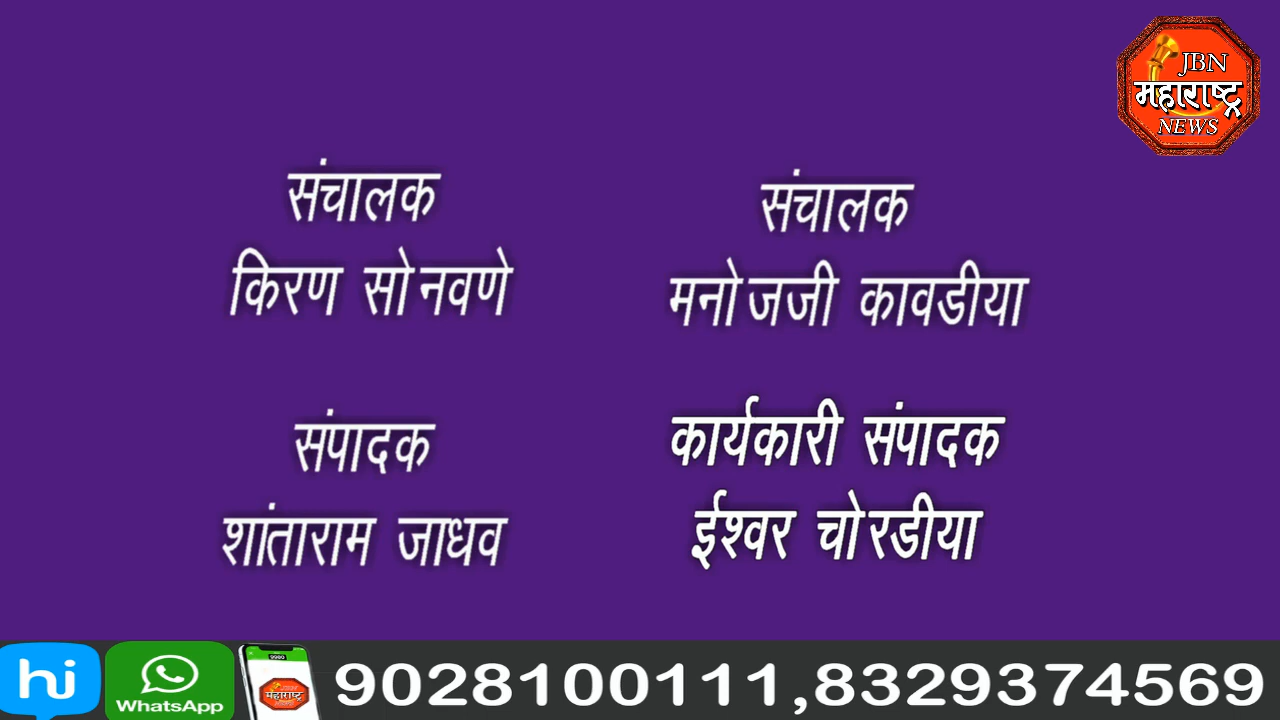 JBN
महाराष्ट्र
NEWS
संचालक
किरण सोनवणे
संचालक
मनोजजी कावडीया
संपादक
शांताराम जाधव
कार्यकारी संपादक
ईश्वर चोरडीया
hi
WhatsApp
महाराष्ट्र
9028100111,8329374569